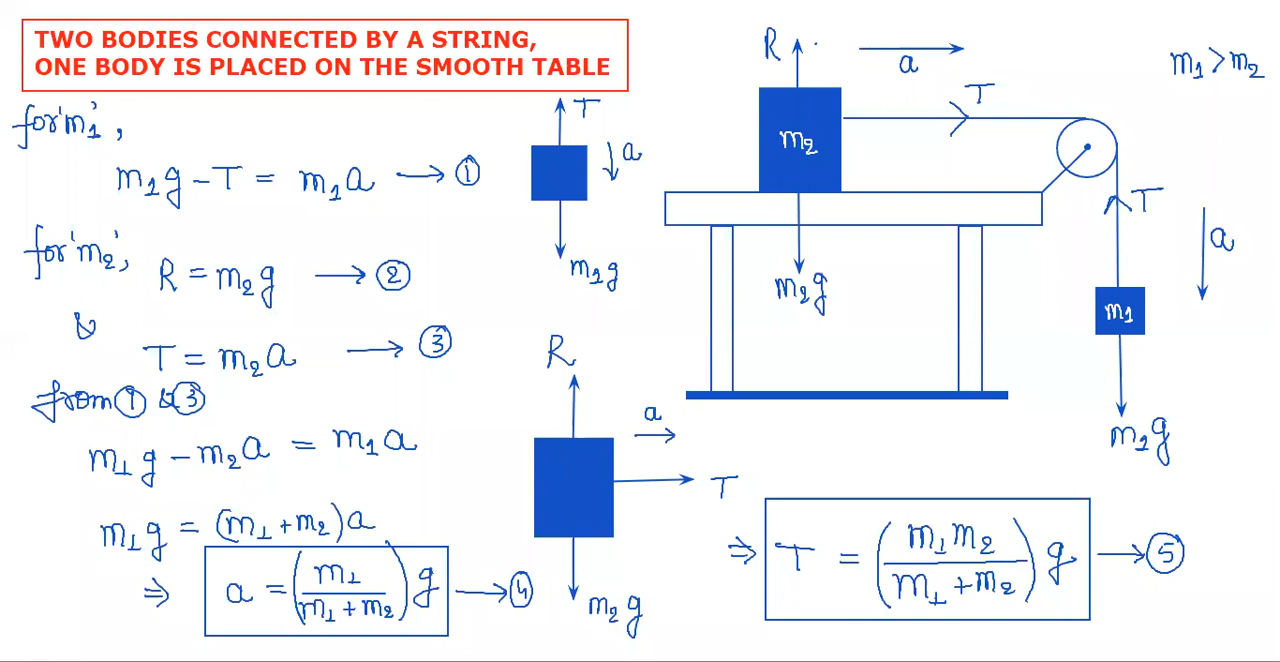 TWO BODIES CONNECTED BY A STRING,
ONE BODY IS PLACED ON THE SMOOTH TABLE
for 'm₁',
m₁g − T = m₁a → ①
for 'm₂',
R = m₂g → ②
&
T = m₂a → ③
from ① & ③
m₁g − m₂a = m₁a
m₁g = (m₁ + m₂)a
⇒ a = (m₁ / (m₁ + m₂)) g → ④
T
a
m₁g
R
a
T
m₂g
R
a
m₁ > m₂
T
m₂
T
a
m₂g
m₁
m₁g
⇒ T = (m₁m₂ / (m₁ + m₂)) g → ⑤